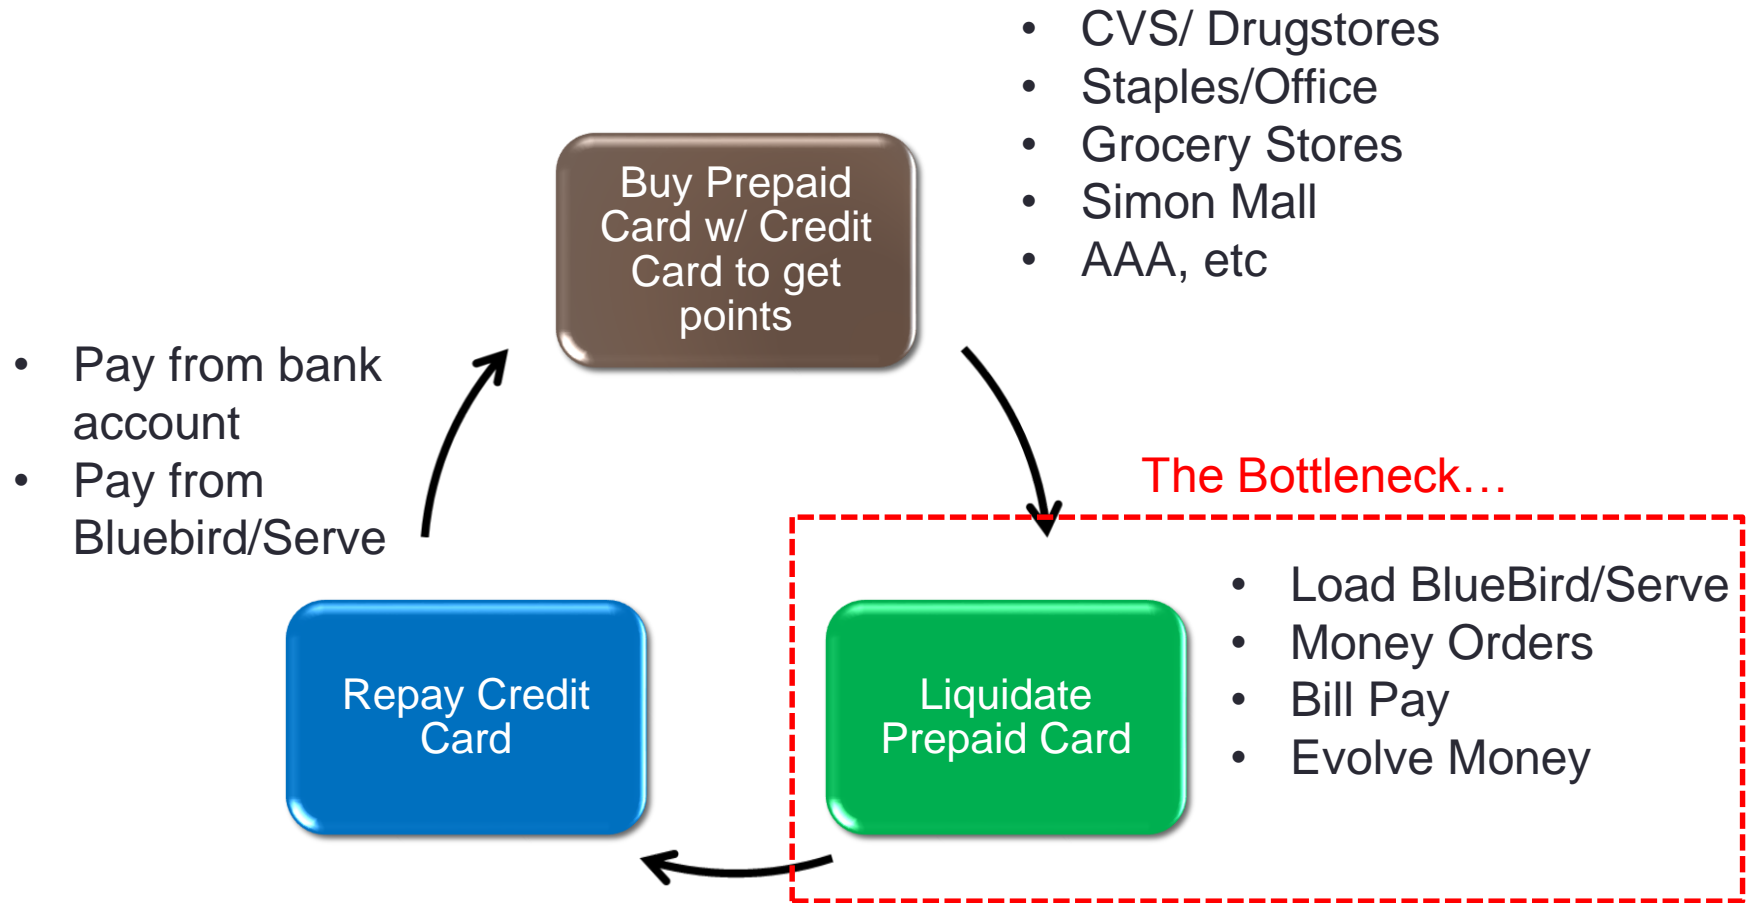 • CVS/ Drugstores
• Staples/Office
• Grocery Stores
• Simon Mall
• AAA, etc
Buy Prepaid
Card w/ Credit
Card to get
points
• Pay from bank
account
• Pay from
Bluebird/Serve
The Bottleneck…
• Load BlueBird/Serve
• Money Orders
• Bill Pay
• Evolve Money
Liquidate
Prepaid Card
Repay Credit
Card